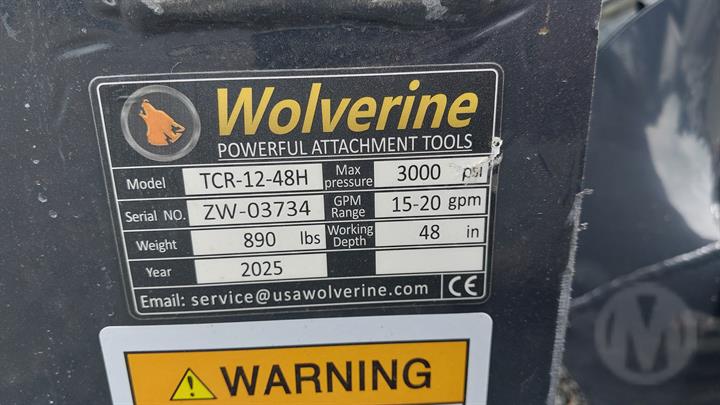 Wolverine
POWERFUL ATTACHMENT TOOLS
Model TCR-12-48H Max pressure 3000 psi
Serial NO. ZW-03734 GPM Range 15-20 gpm
Weight 890 lbs Working Depth 48 in
Year 2025
Email: service@usawolverine.com CE
WARNING
M